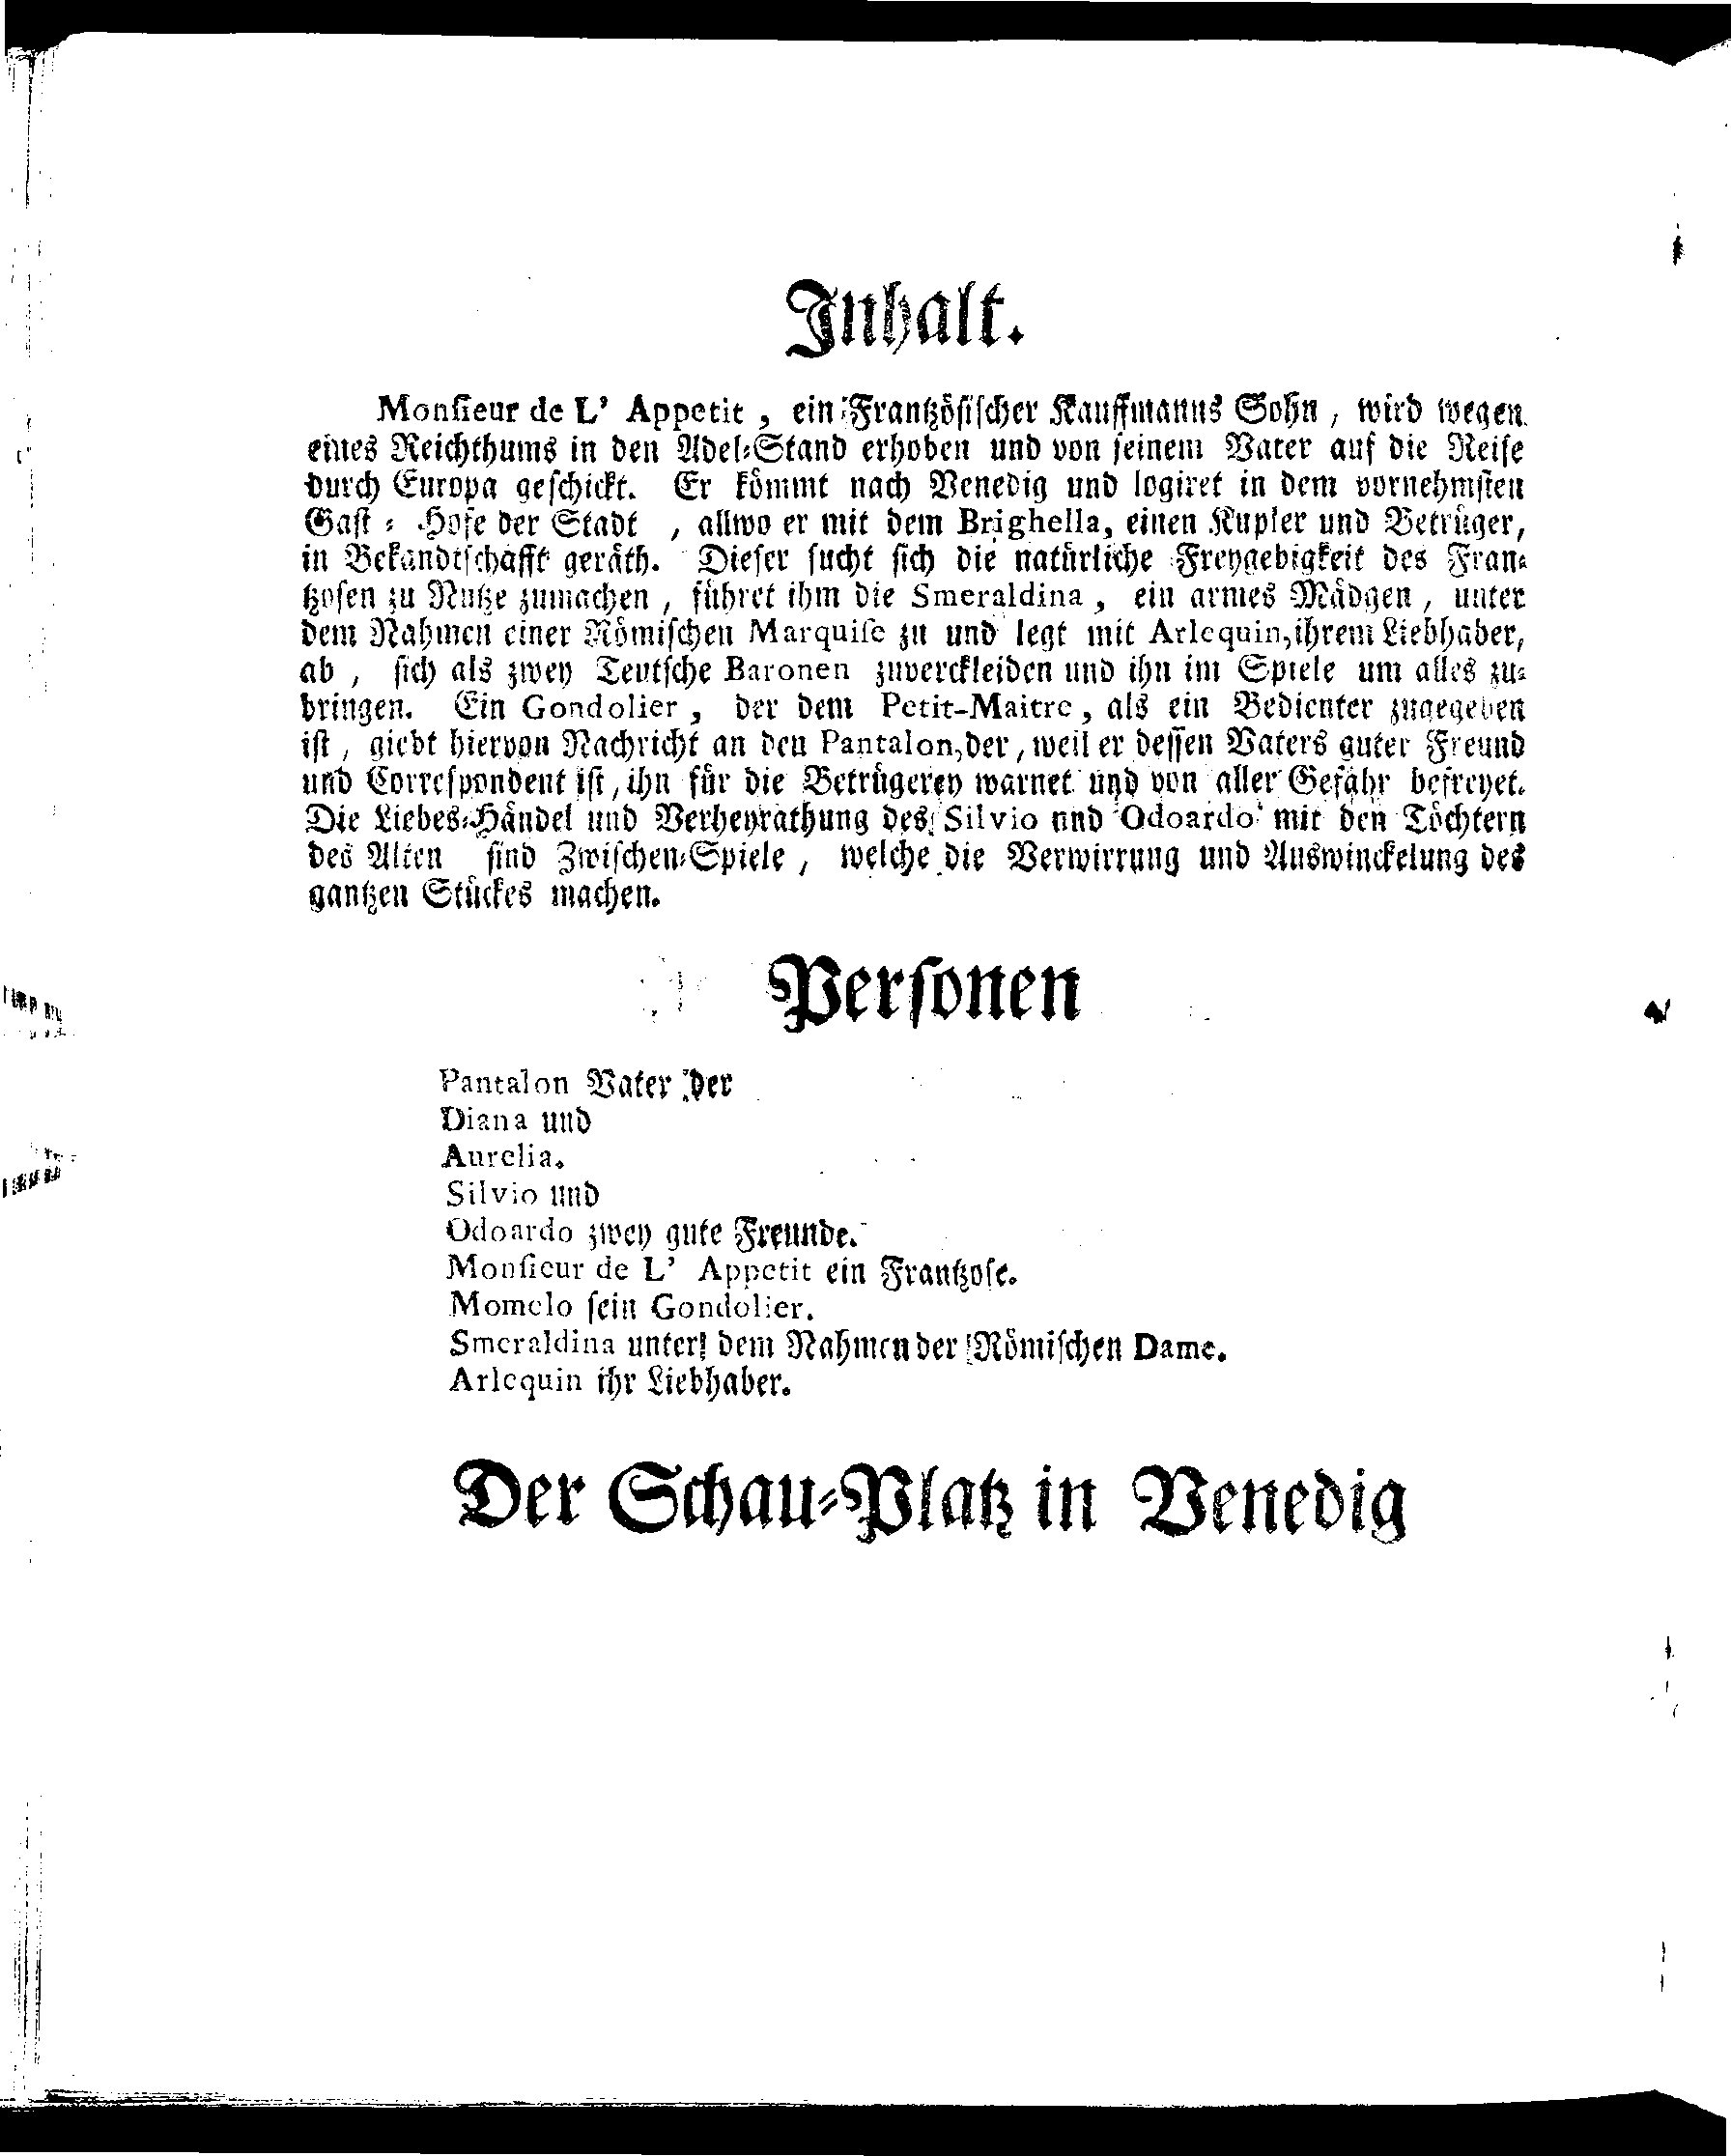 Inhalt.
Monsieur de L' Appetit, ein Frantzösischer Kauffmanns Sohn, wird wegen
eines Reichthums in den Adel-Stand erhoben und von seinem Vater auf die Reise
durch Europa geschickt. Er kömmt nach Venedig und logiret in dem vornehmsten
Gast-Hofe der Stadt, allwo er mit dem Brighella, einen Kupler und Betrüger,
in Bekandtschafft geräth. Dieser sucht sich die natürliche Freygebigkeit des Fran-
tzosen zu Nutze zumachen, führet ihm die Smeraldina, ein armes Mädgen, unter
dem Nahmen einer Römischen Marquise zu und legt mit Arlequin, ihrem Liebhaber,
ab, sich als zwey Teutsche Baronen zuverckleiden und ihn im Spiele um alles zu-
bringen. Ein Gondolier, der dem Petit-Maitre, als ein Bedienter zugegeben
ist, giebt hiervon Nachricht an den Pantalon, der, weil er dessen Vaters guter Freund
und Correspondent ist, ihn für die Betrügerey warnet und von aller Gefahr befreyet.
Die Liebes-Händel und Verheyrathung des Silvio nnd Odoardo mit den Töchtern
des Alten sind Zwischen-Spiele, welche die Verwirrung und Auswinckelung des
gantzen Stückes machen.
Personen
Pantalon Vater der
Diana und
Aurelia.
Silvio und
Odoardo zwey gute Freunde.
Monsieur de L' Appetit ein Frantzose.
Momelo sein Gondolier.
Smeraldina unter dem Nahmen der Römischen Dame.
Arlequin ihr Liebhaber.
Der Schau-Platz in Venedig